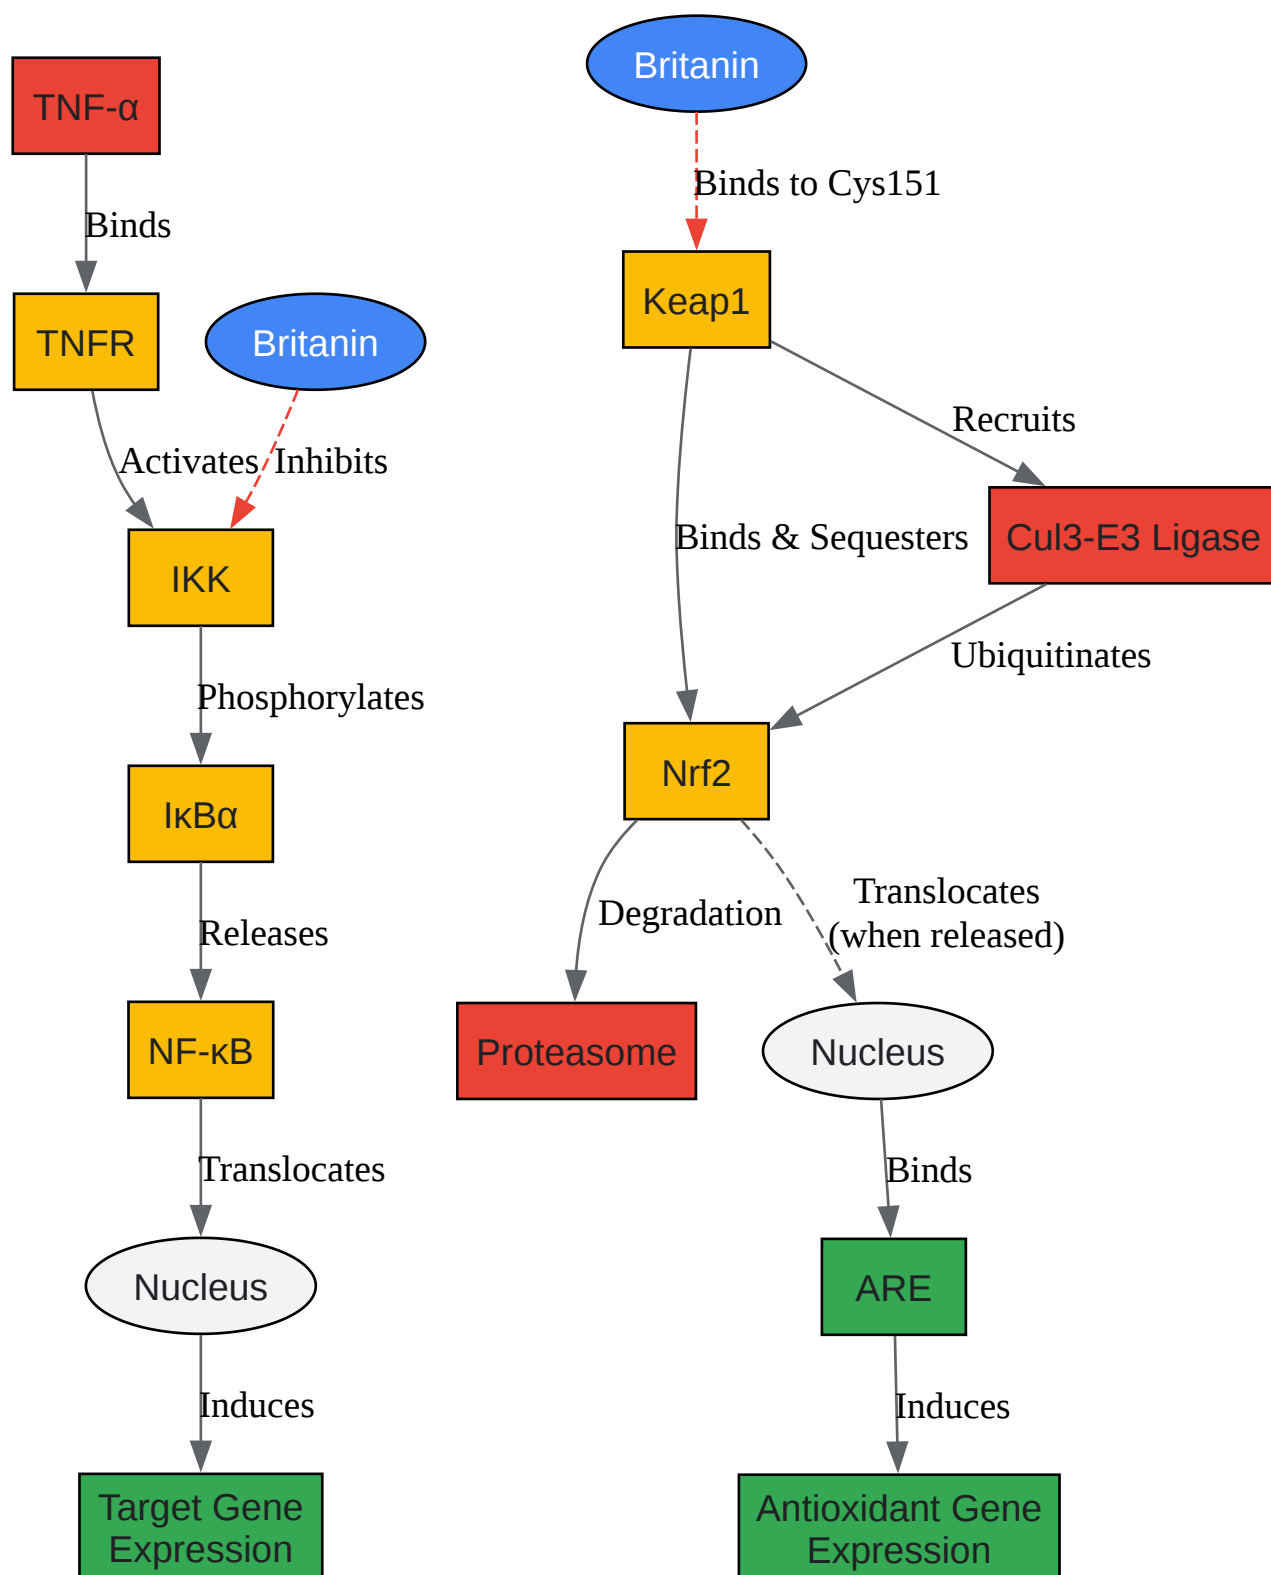 TNF-α
Binds
TNFR
Britanin
Activates
Inhibits
IKK
Phosphorylates
IκBα
Releases
NF-κB
Translocates
Nucleus
Induces
Target Gene
Expression
Britanin
Binds to Cys151
Keap1
Recruits
Binds & Sequesters
Cul3-E3 Ligase
Ubiquitinates
Nrf2
Degradation
Translocates
(when released)
Proteasome
Nucleus
Binds
ARE
Induces
Antioxidant Gene
Expression